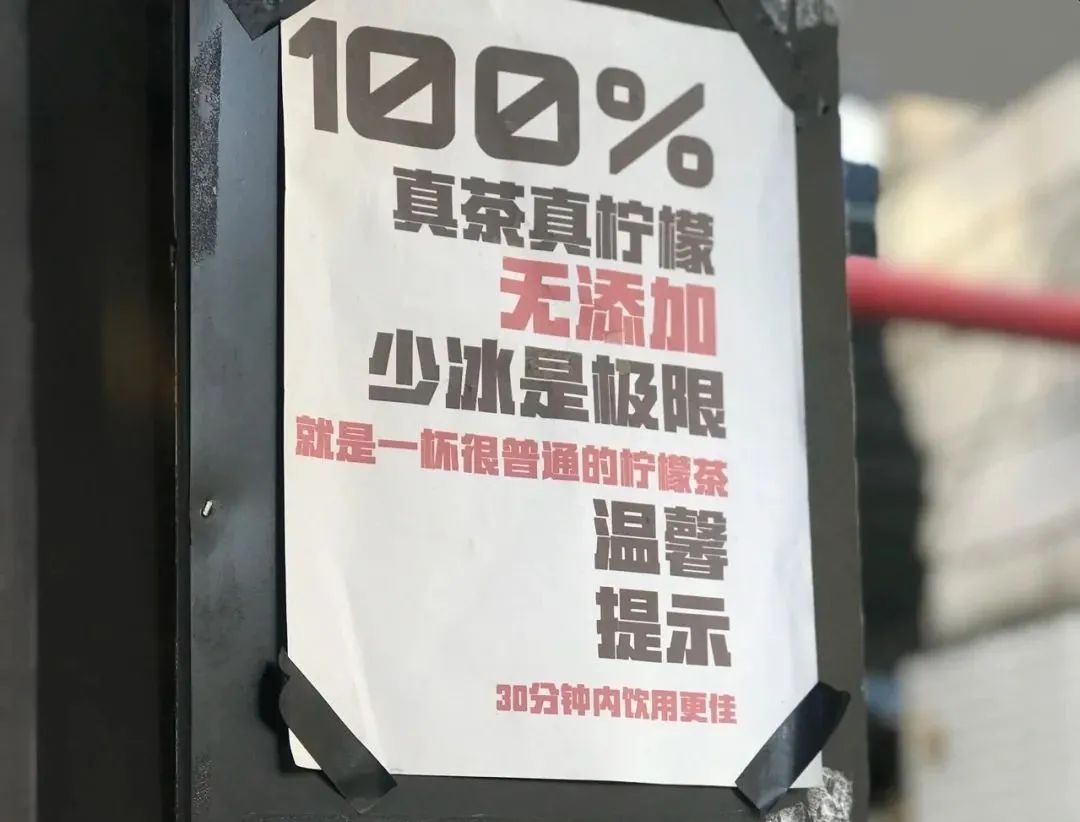 100%
真茶真柠檬
无添加
少冰是极限
就是一杯很普通的柠檬茶
温馨
提示
30分钟内饮用更佳